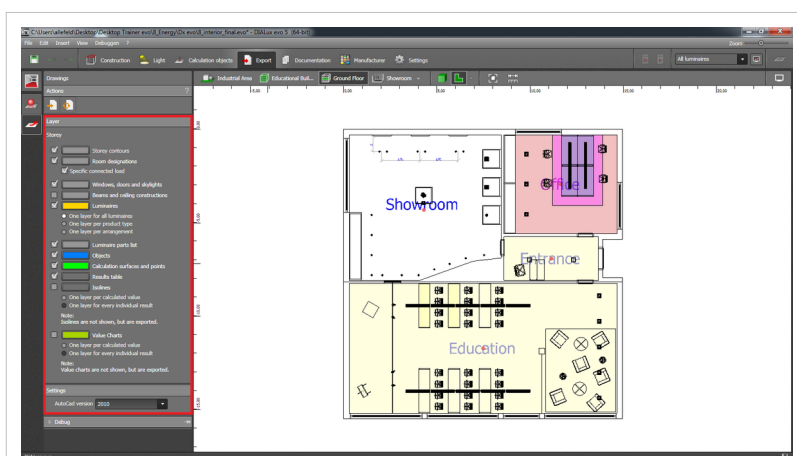 C:\Users\allefeld\Desktop\Desktop Trainer evo\8_Energy\Dx evo\8_interior_final.evo* - DIALux evo 5 (64-bit)
File Edit Insert View Debuggen ?
Zoom
Construction Light Calculation objects Export Documentation Manufacturer Settings
All luminaires
Drawings
Industrial Area Educational Buil... Ground Floor Showroom
Actions ?
Layer
Storey
Storey contours
Room designations
Specific connected load
Windows, doors and skylights
Beams and ceiling constructions
Luminaires
One layer for all luminaires
One layer per product type
One layer per arrangement
Luminaire parts list
Objects
Calculation surfaces and points
Results table
Isolines
One layer per calculated value
One layer for every individual result
Note:
Isolines are not shown, but are exported.
Value Charts
One layer per calculated value
One layer for every individual result
Note:
Value charts are not shown, but are exported.
Settings
AutoCad version 2010
Debug
Showroom
Office
Entrance
Education